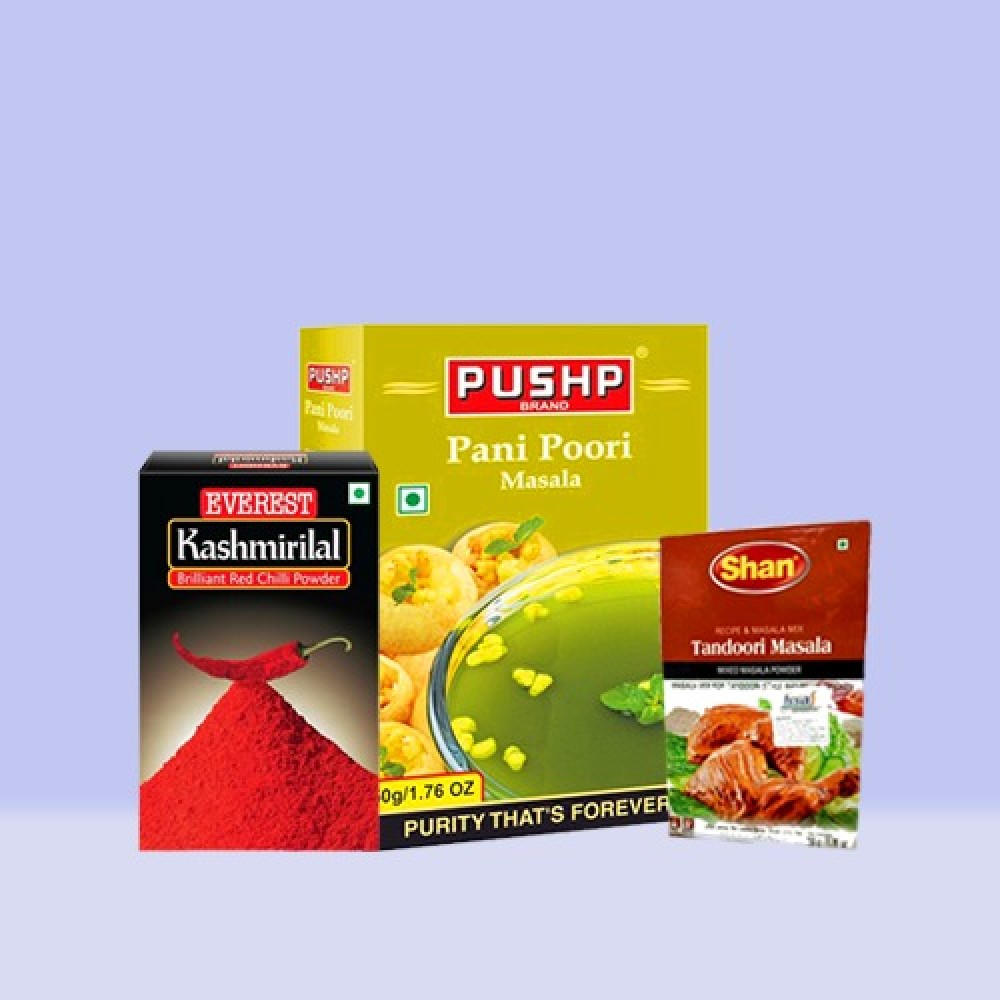 PUSHP
Pani Poori
Masala
PUSHP
BRAND
®
Pani Poori
Masala
0g/1.76 OZ
PURITY THAT'S FOREVER
EVEREST
Kashmirilal
Brilliant Red Chilli Powder
Shan®
RECIPE & MASALA MIX
Tandoori Masala
MIXED MASALA POWDER